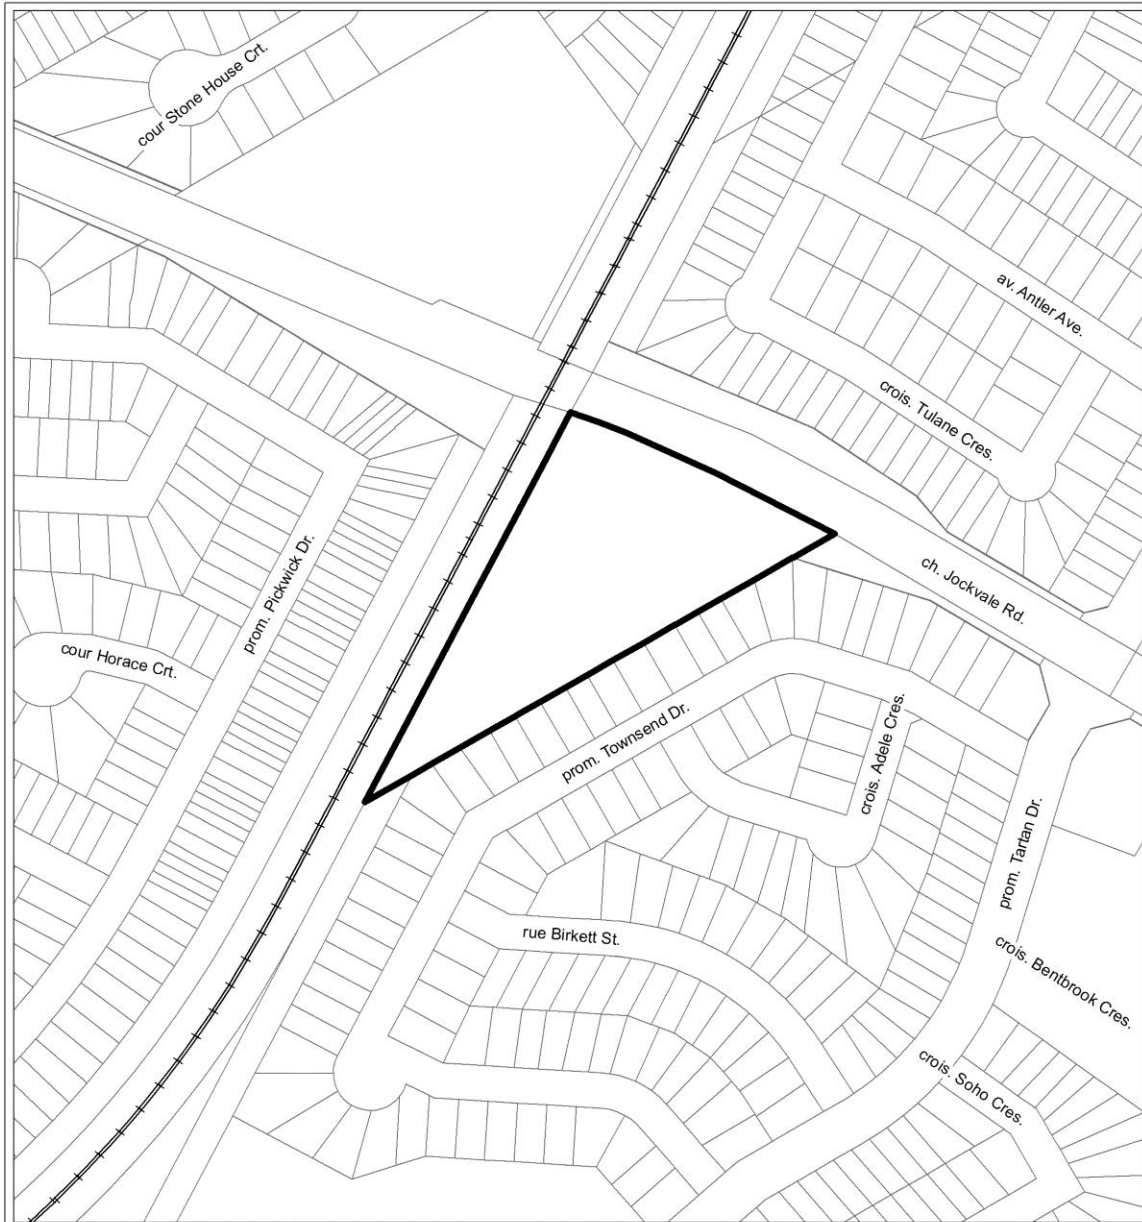 cour Stone House Crt.
av. Antler Ave.
crois. Tulane Cres.
ch. Jockvale Rd.
prom. Pickwick Dr.
cour Horace Crt.
prom. Townsend Dr.
crois. Adele Cres.
prom. Tartan Dr.
rue Birkett St.
crois. Bentbrook Cres.
crois. Soho Cres.